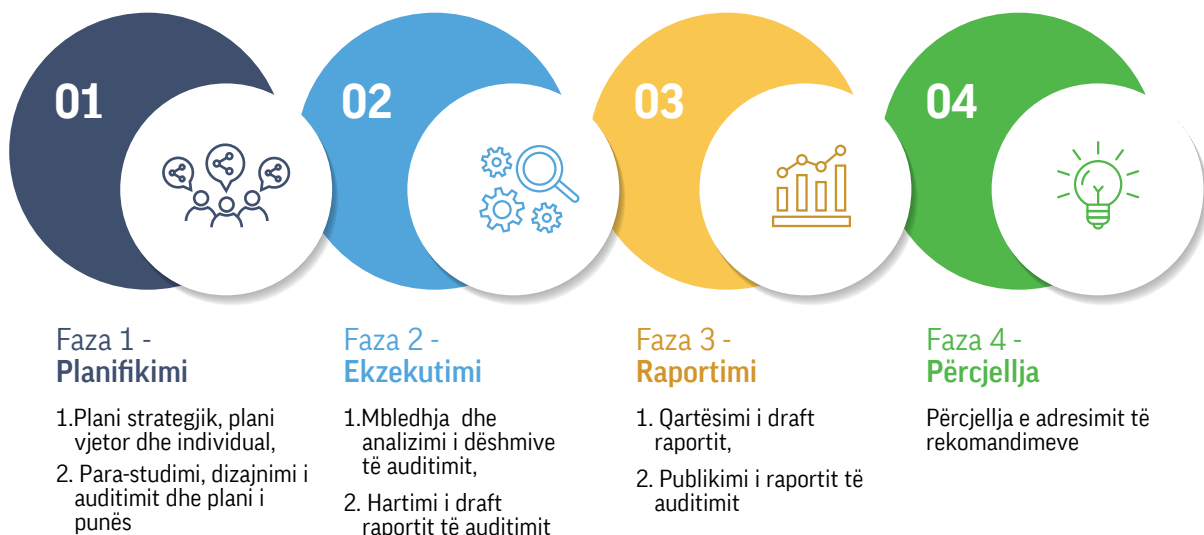 01
02
03
04
Faza 1 -
Planifikimi
1.Plani strategjik, plani
vjetor dhe individual,
2. Para-studimi, dizajnimi i
auditimit dhe plani i
punës
Faza 2 -
Ekzekutimi
1.Mbledhja dhe
analizimi i dëshmive
të auditimit,
2. Hartimi i draft
raportit të auditimit
Faza 3 -
Raportimi
1. Qartësimi i draft
raportit,
2. Publikimi i raportit të
auditimit
Faza 4 -
Përcjellja
Përcjellja e adresimit të
rekomandimeve